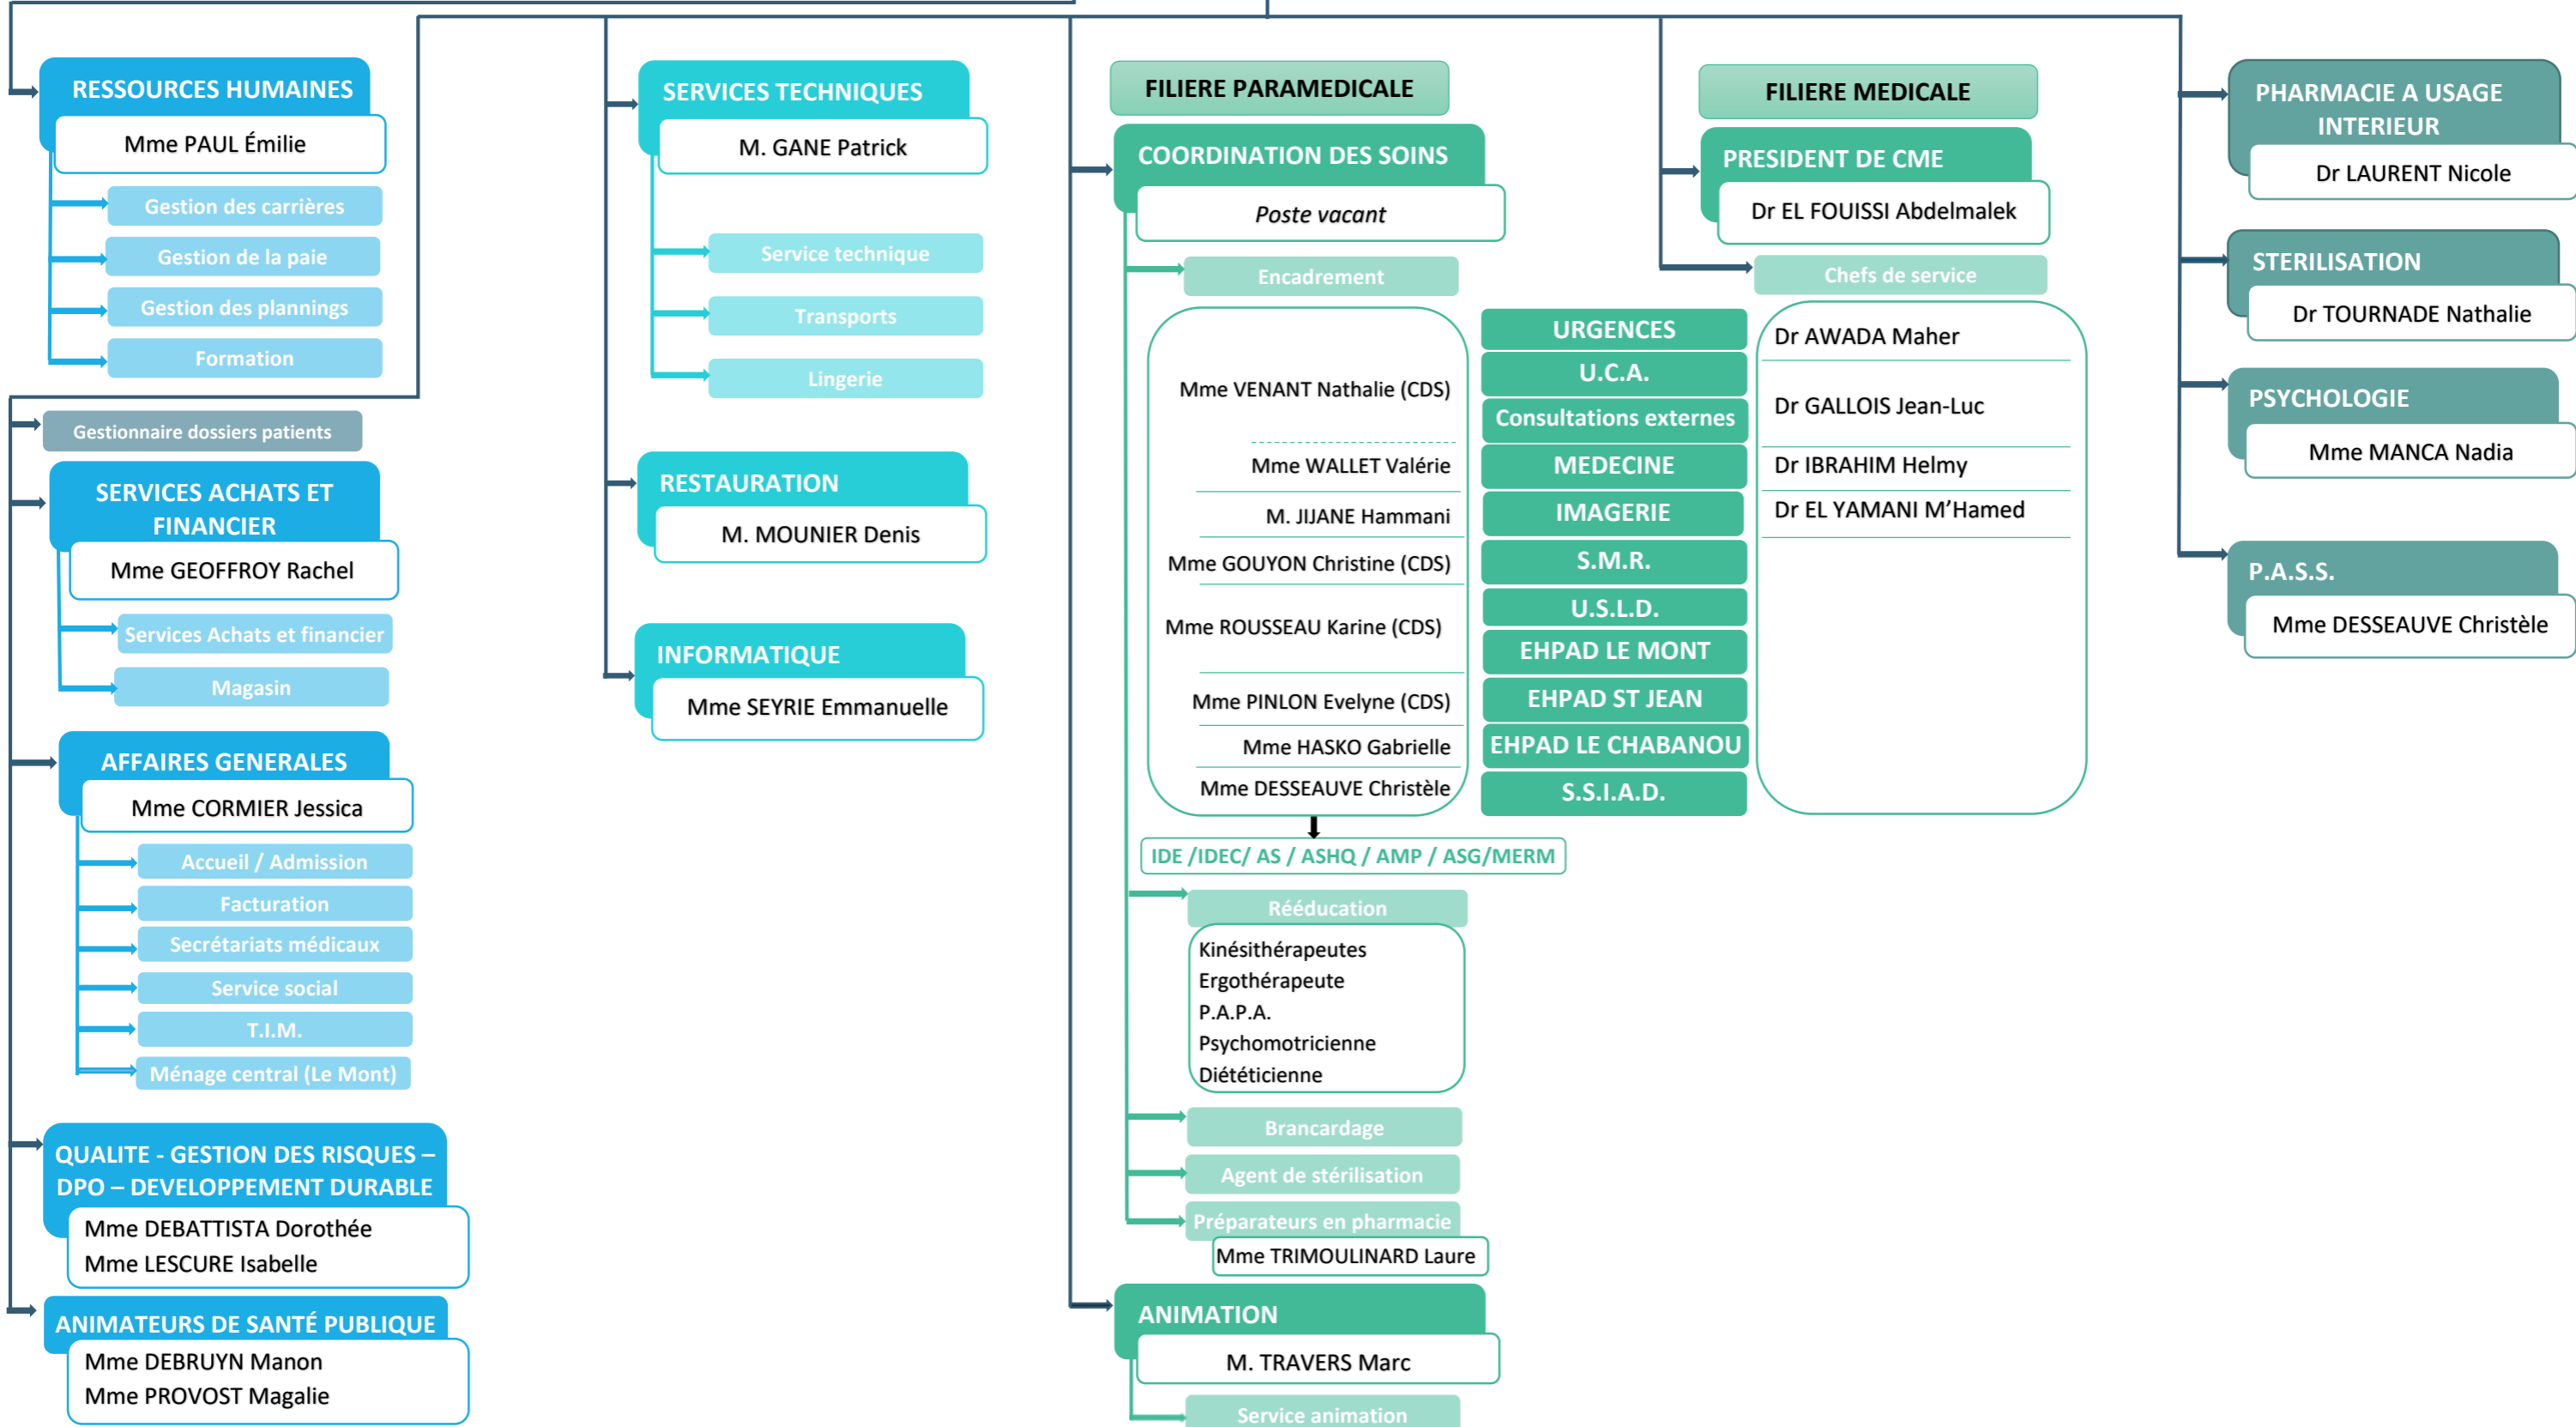 RESSOURCES HUMAINES
Mme PAUL Émilie
Gestion des carrières
Gestion de la paie
Gestion des plannings
Formation
Gestionnaire dossiers patients
SERVICES ACHATS ET
FINANCIER
Mme GEOFFROY Rachel
Services Achats et financier
Magasin
AFFAIRES GENERALES
Mme CORMIER Jessica
Accueil / Admission
Facturation
Secrétariats médicaux
Service social
T.I.M.
Ménage central (Le Mont)
QUALITE - GESTION DES RISQUES –
DPO – DEVELOPPEMENT DURABLE
Mme DEBATTISTA Dorothée
Mme LESCURE Isabelle
ANIMATEURS DE SANTÉ PUBLIQUE
Mme DEBRUYN Manon
Mme PROVOST Magalie
SERVICES TECHNIQUES
M. GANE Patrick
Service technique
Transports
Lingerie
RESTAURATION
M. MOUNIER Denis
INFORMATIQUE
Mme SEYRIE Emmanuelle
FILIERE PARAMEDICALE
COORDINATION DES SOINS
Poste vacant
Encadrement
Mme VENANT Nathalie (CDS)
Mme WALLET Valérie
M. JIJANE Hammani
Mme GOUYON Christine (CDS)
Mme ROUSSEAU Karine (CDS)
Mme PINLON Evelyne (CDS)
Mme HASKO Gabrielle
Mme DESSEAUVE Christèle
IDE /IDEC/ AS / ASHQ / AMP / ASG/MERM
Rééducation
Kinésithérapeutes
Ergothérapeute
P.A.P.A.
Psychomotricienne
Diététicienne
Brancardage
Agent de stérilisation
Préparateurs en pharmacie
Mme TRIMOULINARD Laure
ANIMATION
M. TRAVERS Marc
Service animation
URGENCES
U.C.A.
Consultations externes
MEDECINE
IMAGERIE
S.M.R.
U.S.L.D.
EHPAD LE MONT
EHPAD ST JEAN
EHPAD LE CHABANOU
S.S.I.A.D.
FILIERE MEDICALE
PRESIDENT DE CME
Dr EL FOUISSI Abdelmalek
Chefs de service
Dr AWADA Maher
Dr GALLOIS Jean-Luc
Dr IBRAHIM Helmy
Dr EL YAMANI M’Hamed
PHARMACIE A USAGE
INTERIEUR
Dr LAURENT Nicole
STERILISATION
Dr TOURNADE Nathalie
PSYCHOLOGIE
Mme MANCA Nadia
P.A.S.S.
Mme DESSEAUVE Christèle